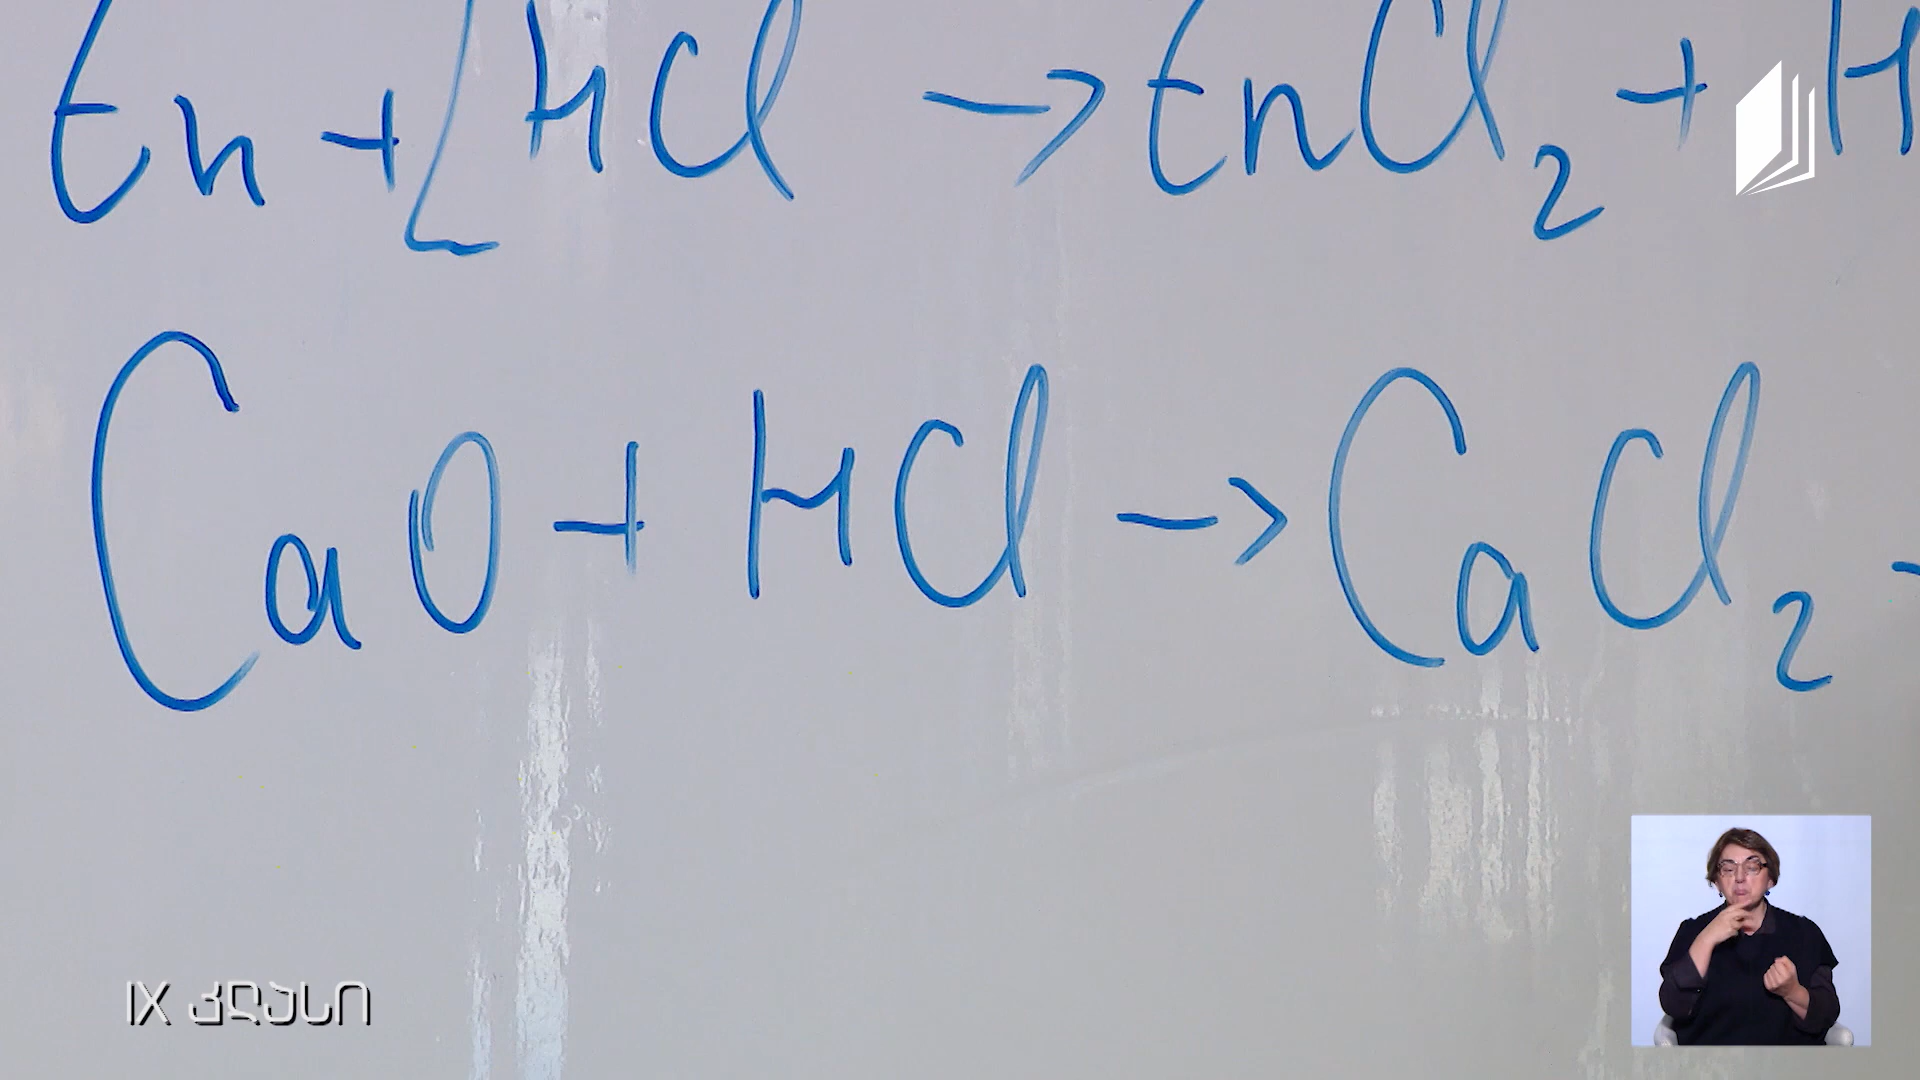 Zn + 2HCl → ZnCl₂ + H
CaO + HCl → CaCl₂
IX კლასი